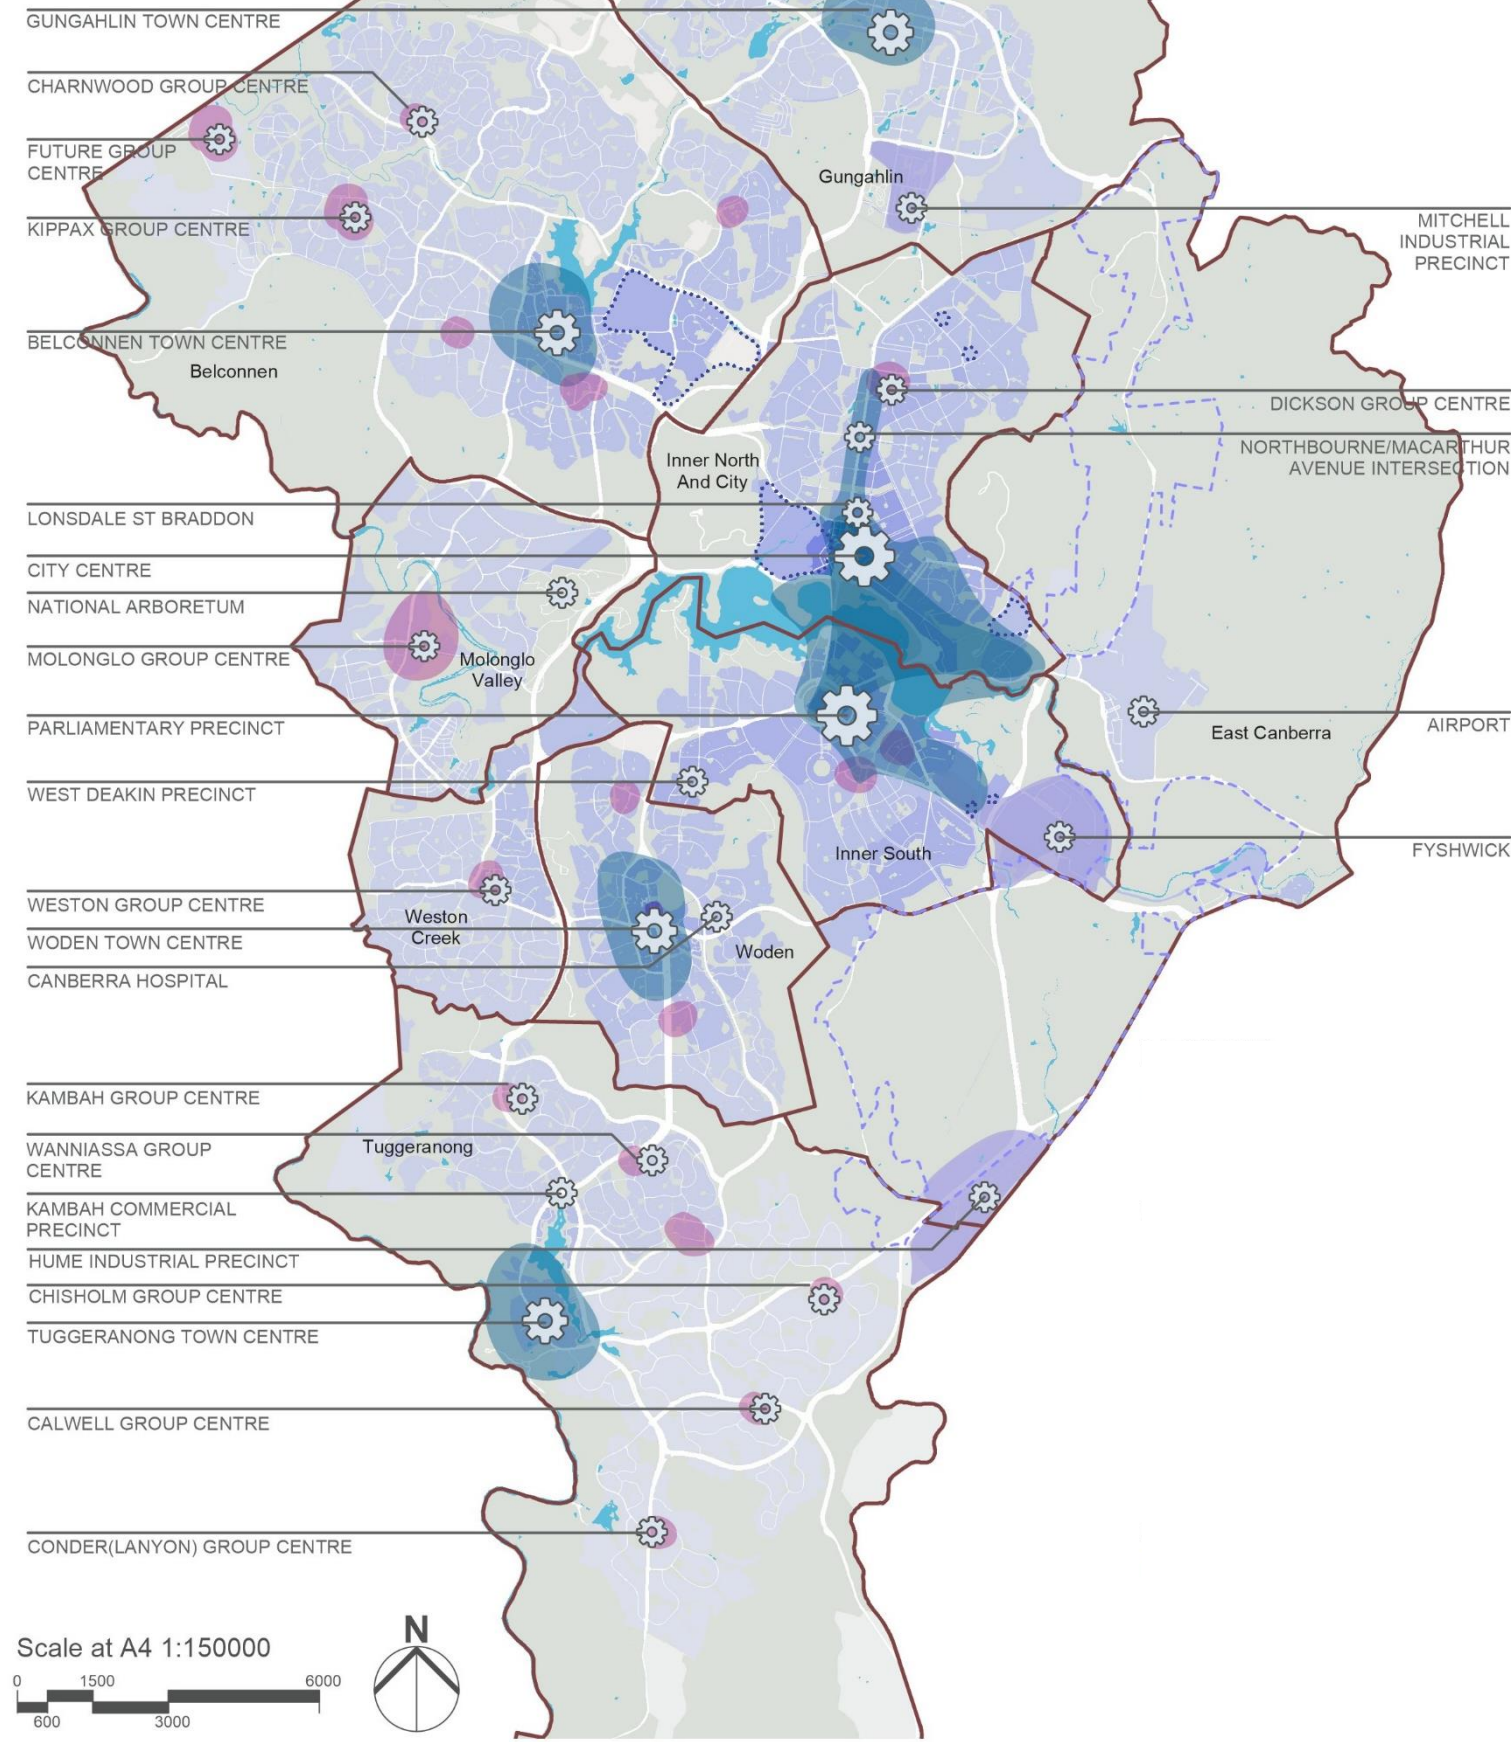 GUNGAHLIN TOWN CENTRE
CHARNWOOD GROUP CENTRE
FUTURE GROUP
CENTRE
KIPPAX GROUP CENTRE
BELCONNEN TOWN CENTRE
Belconnen
Gungahlin
MITCHELL
INDUSTRIAL
PRECINCT
DICKSON GROUP CENTRE
NORTHBOURNE/MACARTHUR
AVENUE INTERSECTION
Inner North
And City
LONSDALE ST BRADDON
CITY CENTRE
NATIONAL ARBORETUM
MOLONGLO GROUP CENTRE
Molonglo
Valley
PARLIAMENTARY PRECINCT
AIRPORT
East Canberra
WEST DEAKIN PRECINCT
Inner South
FYSHWICK
WESTON GROUP CENTRE
Weston
Creek
WODEN TOWN CENTRE
Woden
CANBERRA HOSPITAL
KAMBAH GROUP CENTRE
WANNIASSA GROUP
CENTRE
Tuggeranong
KAMBAH COMMERCIAL
PRECINCT
HUME INDUSTRIAL PRECINCT
CHISHOLM GROUP CENTRE
TUGGERANONG TOWN CENTRE
CALWELL GROUP CENTRE
CONDER(LANYON) GROUP CENTRE
N
Scale at A4 1:150000
0 1500 6000
600 3000